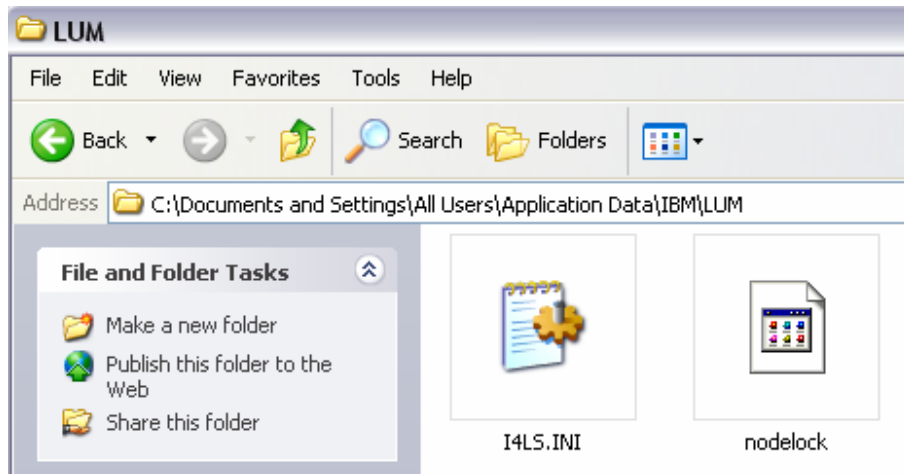 LUM
File Edit View Favorites Tools Help
Back Search Folders
Address C:\Documents and Settings\All Users\Application Data\IBM\LUM
File and Folder Tasks
Make a new folder
Publish this folder to the
Web
Share this folder
I4LS.INI nodelock